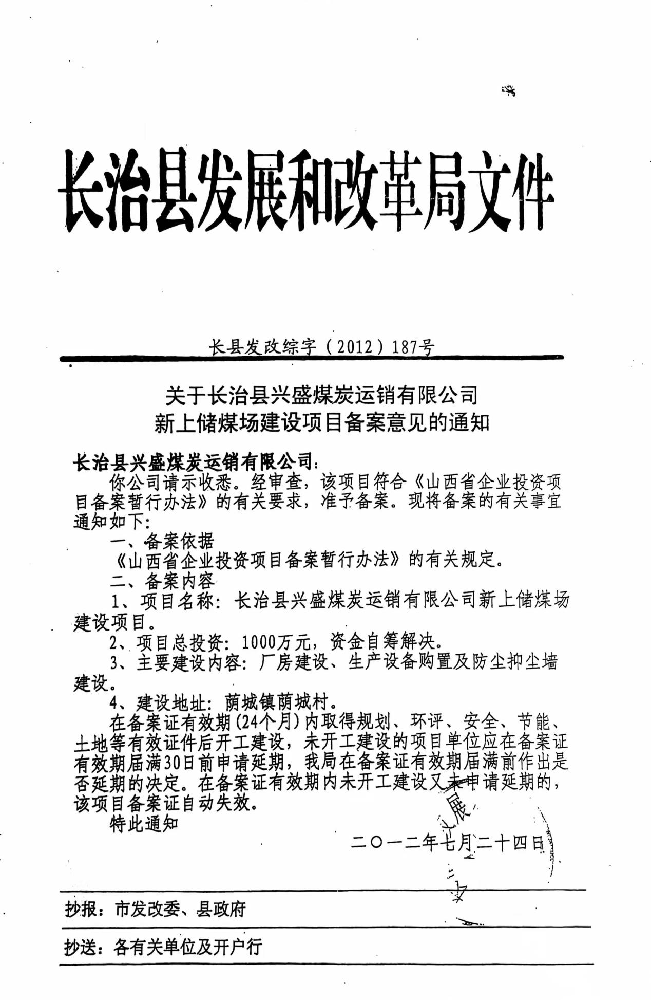 长治县发展和改革局文件
长县发改综字（2012）187号
关于长治县兴盛煤炭运销有限公司
新上储煤场建设项目备案意见的通知
长治县兴盛煤炭运销有限公司：
你公司请示收悉。经审查，该项目符合《山西省企业投资项
目备案暂行办法》的有关要求，准予备案。现将备案的有关事宜
通知如下：
一、备案依据
《山西省企业投资项目备案暂行办法》的有关规定。
二、备案内容
1、项目名称：长治县兴盛煤炭运销有限公司新上储煤场
建设项目。
2、项目总投资：1000万元，资金自筹解决。
3、主要建设内容：厂房建设、生产设备购置及防尘抑尘墙
建设。
4、建设地址：荫城镇荫城村。
在备案证有效期(24个月)内取得规划、环评、安全、节能、
土地等有效证件后开工建设，未开工建设的项目单位应在备案证
有效期届满30日前申请延期，我局在备案证有效期届满前作出是
否延期的决定。在备案证有效期内未开工建设又未申请延期的，
该项目备案证自动失效。
特此通知
展
二〇一二年七月二十四日
抄报：市发改委、县政府
抄送：各有关单位及开户行